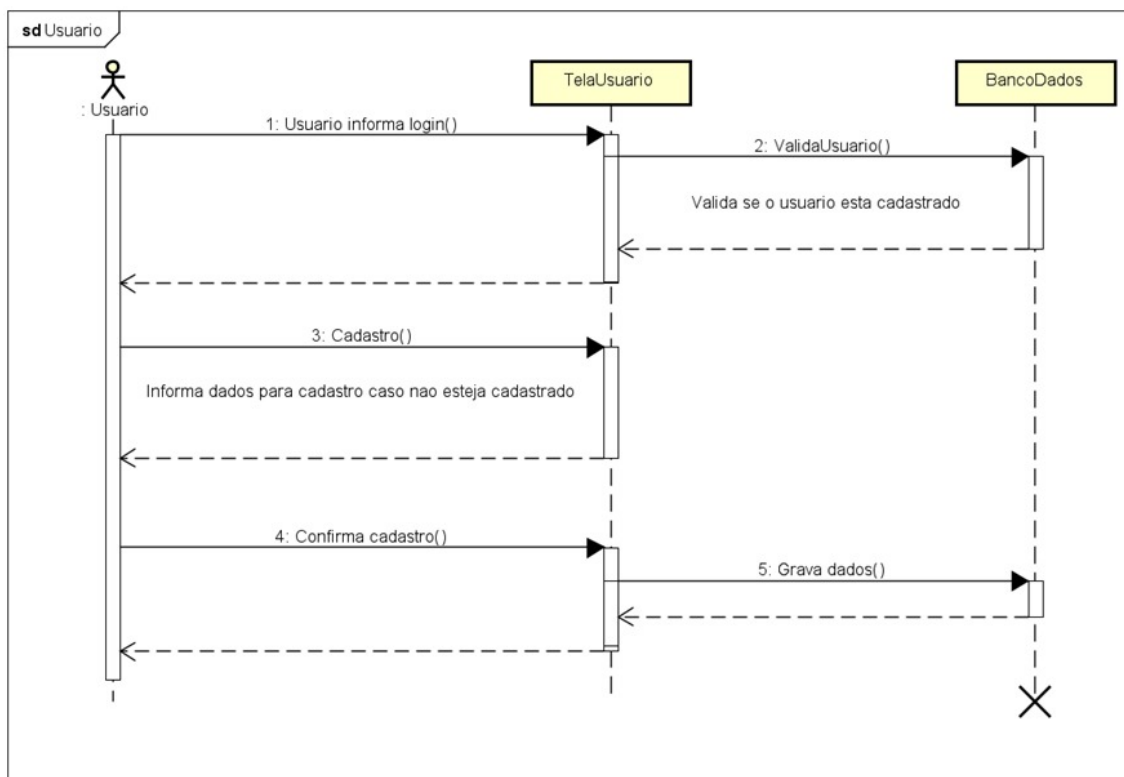 sd Usuario
: Usuario
TelaUsuario
BancoDados
1: Usuario informa login()
2: ValidaUsuario()
Valida se o usuario esta cadastrado
3: Cadastro()
Informa dados para cadastro caso nao esteja cadastrado
4: Confirma cadastro()
5: Grava dados()